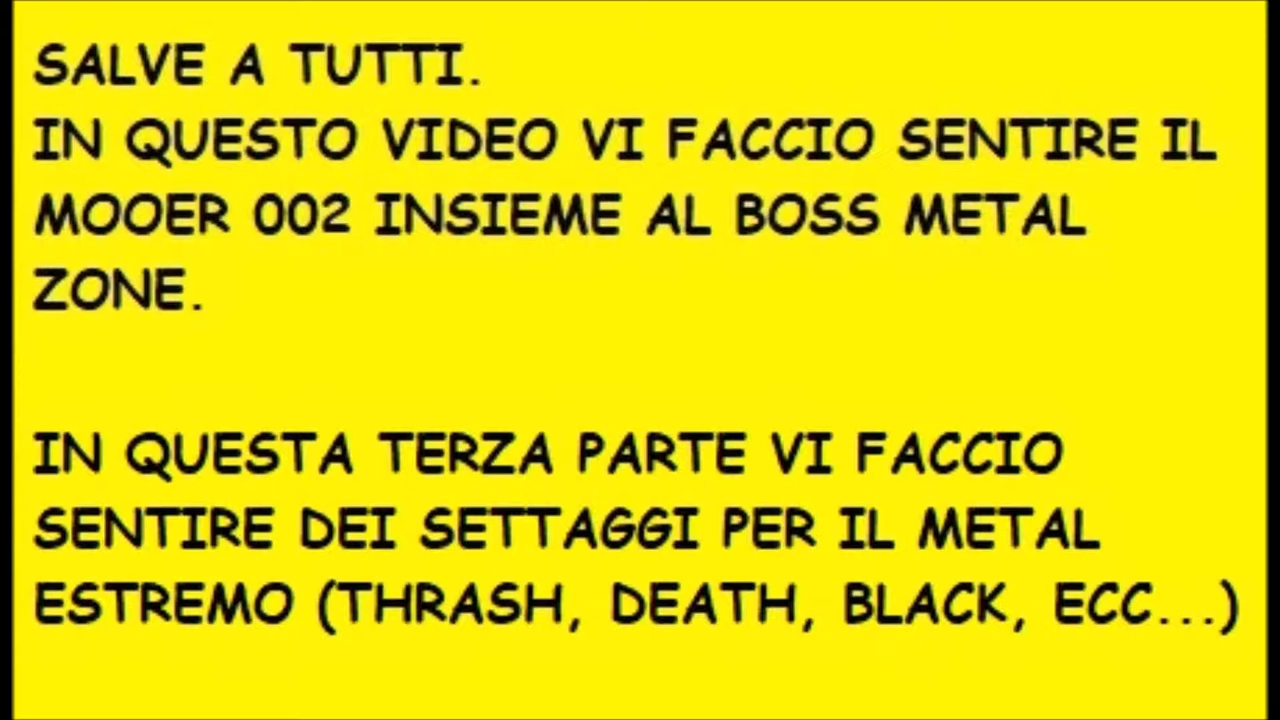 SALVE A TUTTI.
IN QUESTO VIDEO VI FACCIO SENTIRE IL
MOOER 002 INSIEME AL BOSS METAL
ZONE.
IN QUESTA TERZA PARTE VI FACCIO
SENTIRE DEI SETTAGGI PER IL METAL
ESTREMO (THRASH, DEATH, BLACK, ECC...)